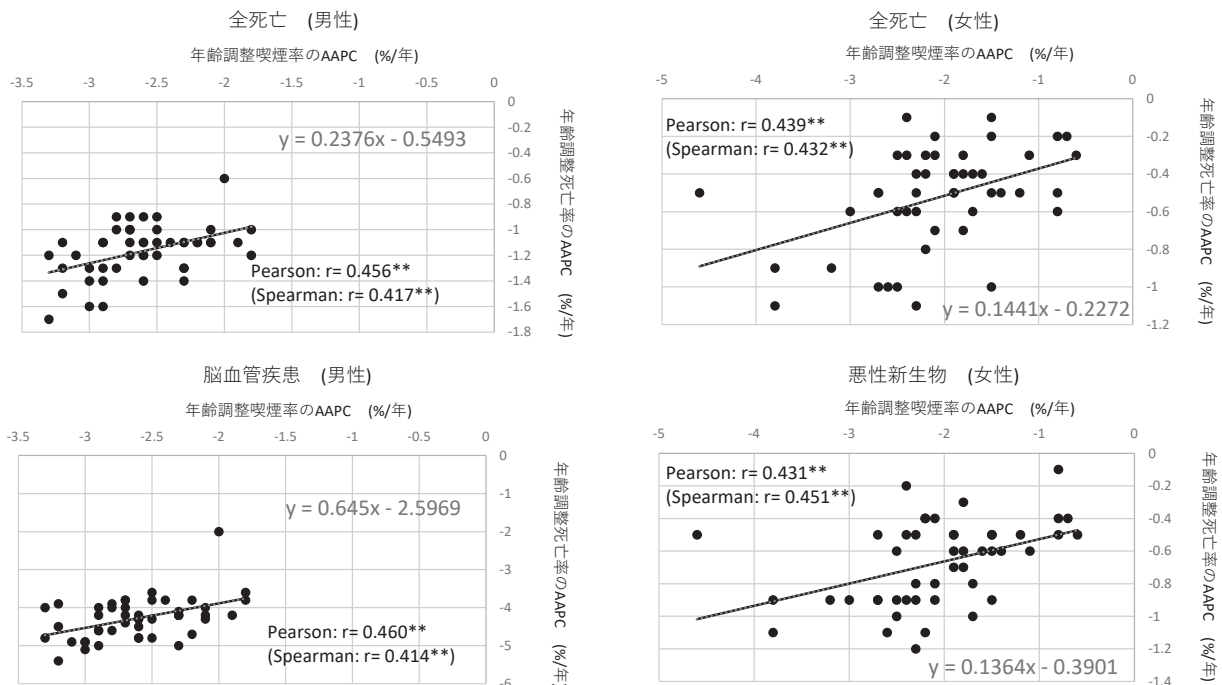 全死亡　(男性)
年齢調整喫煙率のAAPC　(%/年)
-3.5 -3 -2.5 -2 -1.5 -1 -0.5 0
0
-0.2
-0.4
-0.6
-0.8
-1
-1.2
-1.4
-1.6
-1.8
年齢調整死亡率のAAPC　(%/年)
y = 0.2376x - 0.5493
Pearson: r= 0.456**
(Spearman: r= 0.417**)
全死亡　(女性)
年齢調整喫煙率のAAPC　(%/年)
-5 -4 -3 -2 -1 0
0
-0.2
-0.4
-0.6
-0.8
-1
-1.2
年齢調整死亡率のAAPC　(%/年)
Pearson: r= 0.439**
(Spearman: r= 0.432**)
y = 0.1441x - 0.2272
脳血管疾患　(男性)
年齢調整喫煙率のAAPC　(%/年)
-3.5 -3 -2.5 -2 -1.5 -1 -0.5 0
0
-1
-2
-3
-4
-5
-6
年齢調整死亡率のAAPC　(%/年)
y = 0.645x - 2.5969
Pearson: r= 0.460**
(Spearman: r= 0.414**)
悪性新生物　(女性)
年齢調整喫煙率のAAPC　(%/年)
-5 -4 -3 -2 -1 0
0
-0.2
-0.4
-0.6
-0.8
-1
-1.2
-1.4
年齢調整死亡率のAAPC　(%/年)
Pearson: r= 0.431**
(Spearman: r= 0.451**)
y = 0.1364x - 0.3901